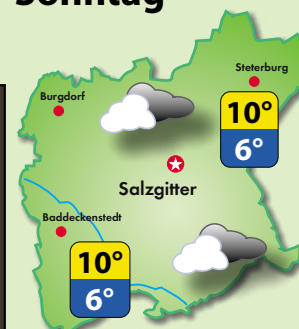 Sonntag
Steterburg
Burgdorf
10°
6°
Salzgitter
Baddeckenstedt
10°
6°